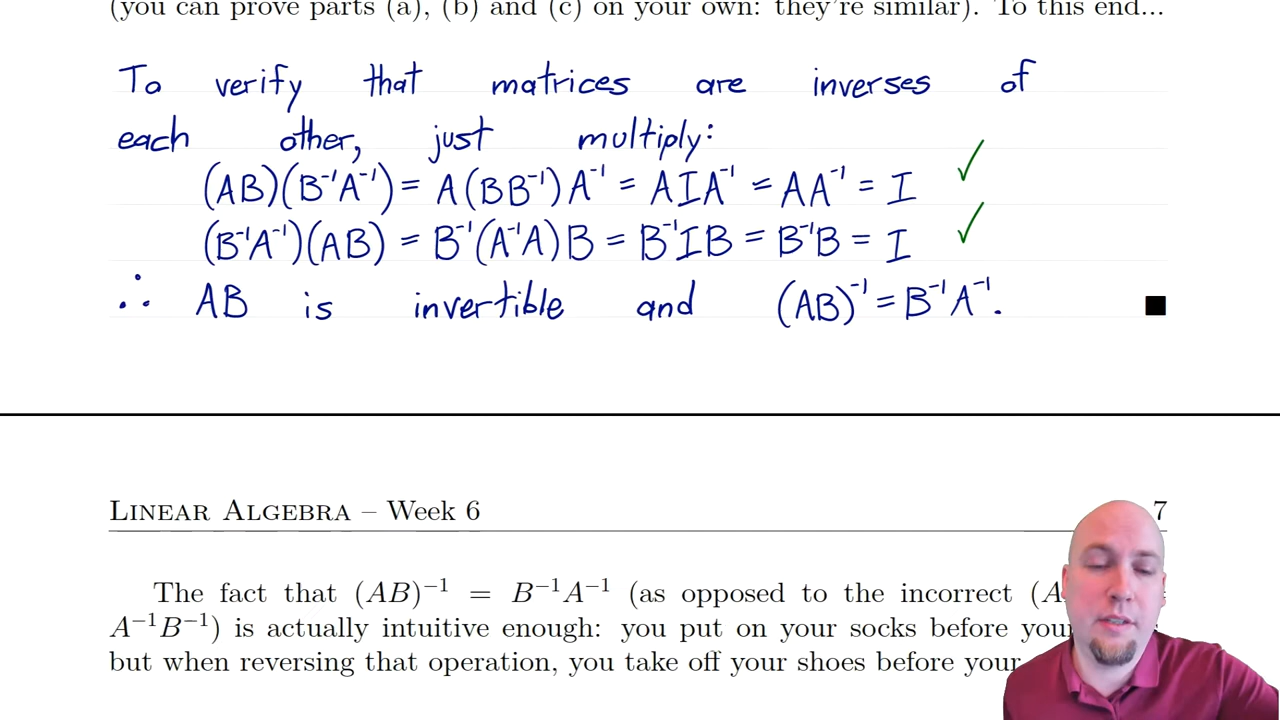 (you can prove parts (a), (b) and (c) on your own: they're similar). To this end...
To verify that matrices are inverses of
each other, just multiply:
(AB)(B⁻¹A⁻¹) = A(BB⁻¹)A⁻¹ = AIA⁻¹ = AA⁻¹ = I ✓
(B⁻¹A⁻¹)(AB) = B⁻¹(A⁻¹A)B = B⁻¹IB = B⁻¹B = I ✓
∴ AB is invertible and (AB)⁻¹ = B⁻¹A⁻¹. ■
LINEAR ALGEBRA – Week 6 7
The fact that (AB)⁻¹ = B⁻¹A⁻¹ (as opposed to the incorrect (A
A⁻¹B⁻¹) is actually intuitive enough: you put on your socks before you
but when reversing that operation, you take off your shoes before your